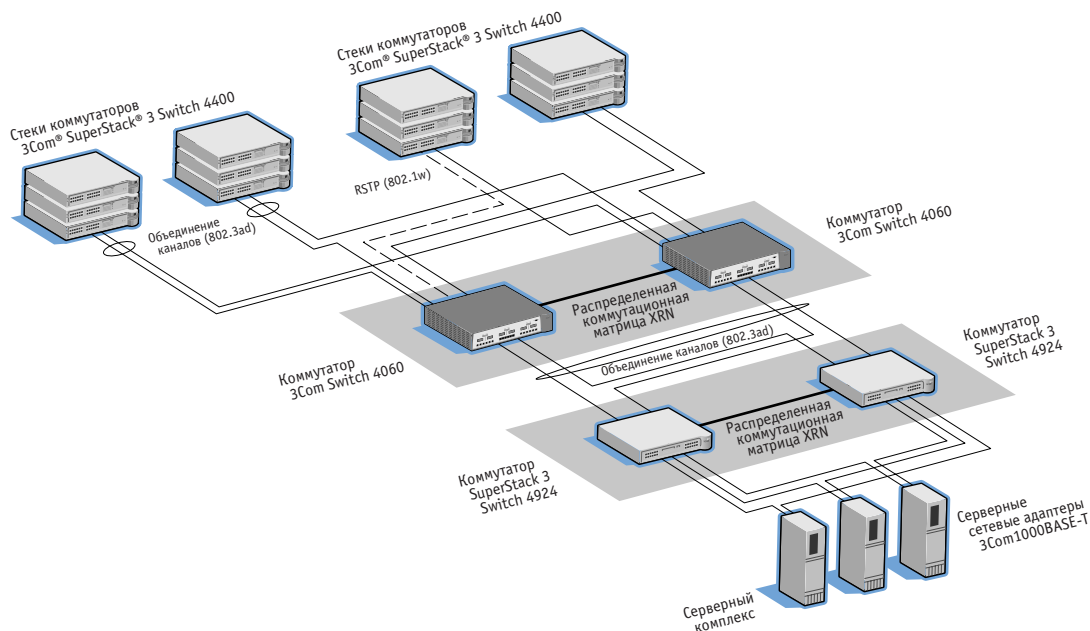 Стеки коммутаторов
3Com® SuperStack® 3 Switch 4400
Стеки коммутаторов
3Com® SuperStack® 3 Switch 4400
RSTP (802.1w)
Объединение
каналов (802.3ad)
Коммутатор
3Com Switch 4060
Распределенная
коммутационная
матрица XRN
Коммутатор
3Com Switch 4060
Объединение каналов (802.3ad)
Коммутатор
SuperStack 3
Switch 4924
Распределенная
коммутационная
матрица XRN
Коммутатор
SuperStack 3
Switch 4924
Серверные
сетевые адаптеры
3Com1000BASE-T
Серверный
комплекс